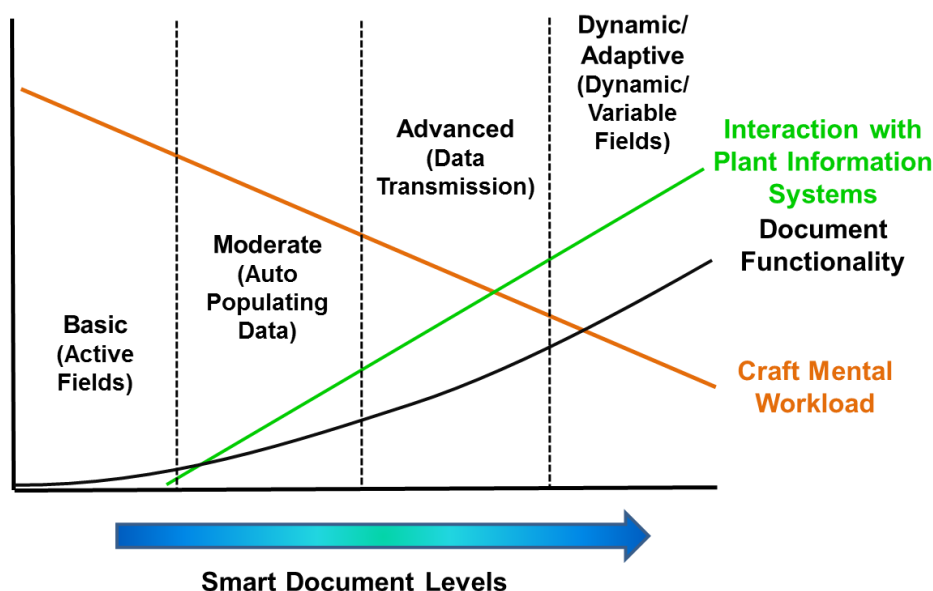 Basic
(Active
Fields)
Moderate
(Auto
Populating
Data)
Advanced
(Data
Transmission)
Dynamic/
Adaptive
(Dynamic/
Variable
Fields)
Interaction with
Plant Information
Systems
Document
Functionality
Craft Mental
Workload
Smart Document Levels